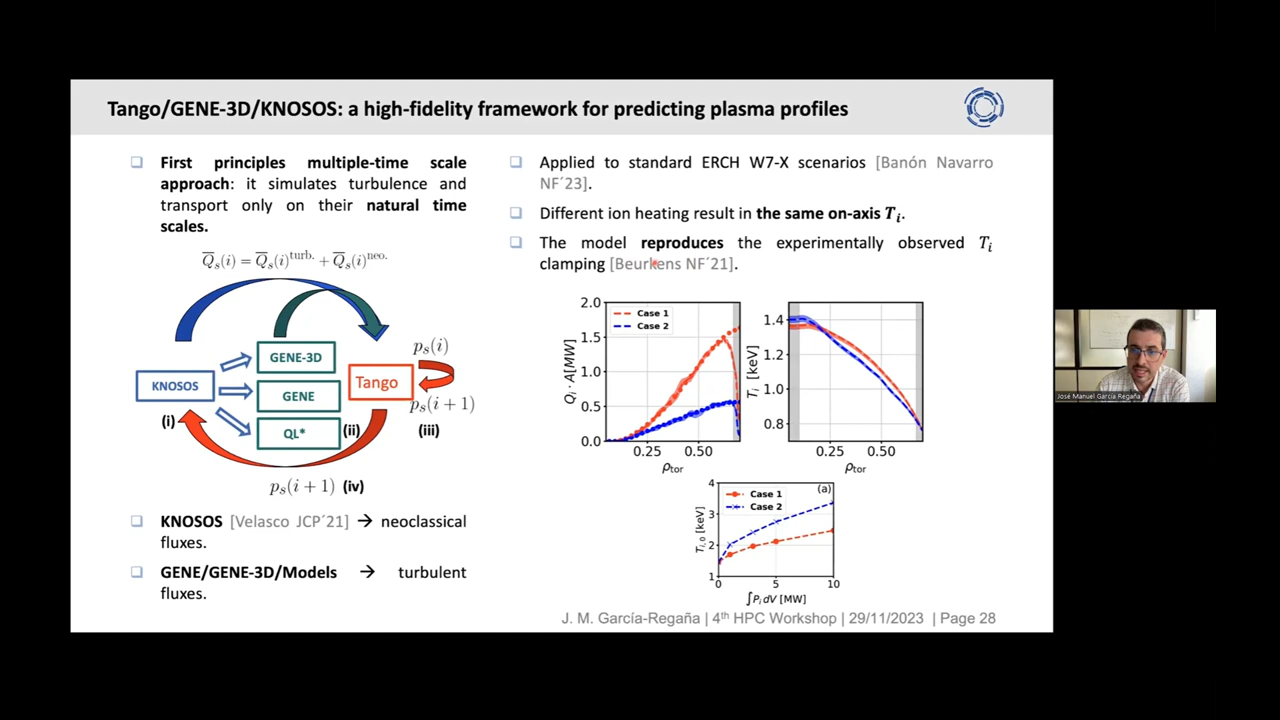 Tango/GENE-3D/KNOSOS: a high-fidelity framework for predicting plasma profiles
❑ First principles multiple-time scale
approach: it simulates turbulence and
transport only on their natural time
scales.
Q̅s(i) = Q̅s(i)^turb. + Q̅s(i)^neo.
GENE-3D
KNOSOS
GENE
QL*
Tango
ps(i)
ps(i + 1)
(i)
(ii)
(iii)
ps(i + 1) (iv)
❑ KNOSOS [Velasco JCP´21] → neoclassical
fluxes.
❑ GENE/GENE-3D/Models → turbulent
fluxes.
❑ Applied to standard ERCH W7-X scenarios [Banón Navarro
NF´23].
❑ Different ion heating result in the same on-axis Ti.
❑ The model reproduces the experimentally observed Ti
clamping [Beurkens NF´21].
2.0
1.5
1.0
0.5
0.0
Qi · A[MW]
Case 1
Case 2
0.25 0.50
ρtor
1.4
1.2
1.0
0.8
Ti [keV]
0.25 0.50
ρtor
4
3
2
1
Ti,0 [keV]
Case 1
Case 2
(a)
0 5 10
∫Pi dV [MW]
J. M. García-Regaña | 4th HPC Workshop | 29/11/2023 | Page 28
José Manuel García Regaña